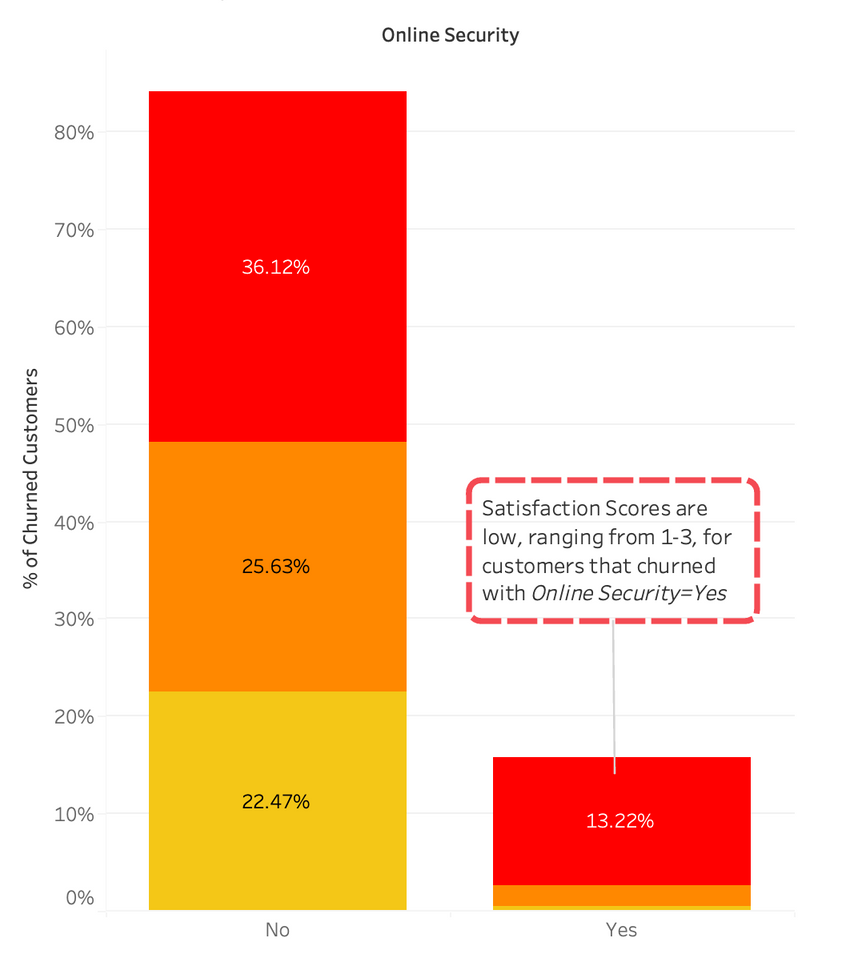 Online Security
% of Churned Customers
80%
70%
60%
50%
40%
30%
20%
10%
0%
36.12%
25.63%
22.47%
Satisfaction Scores are
low, ranging from 1-3, for
customers that churned
with Online Security=Yes
13.22%
No
Yes